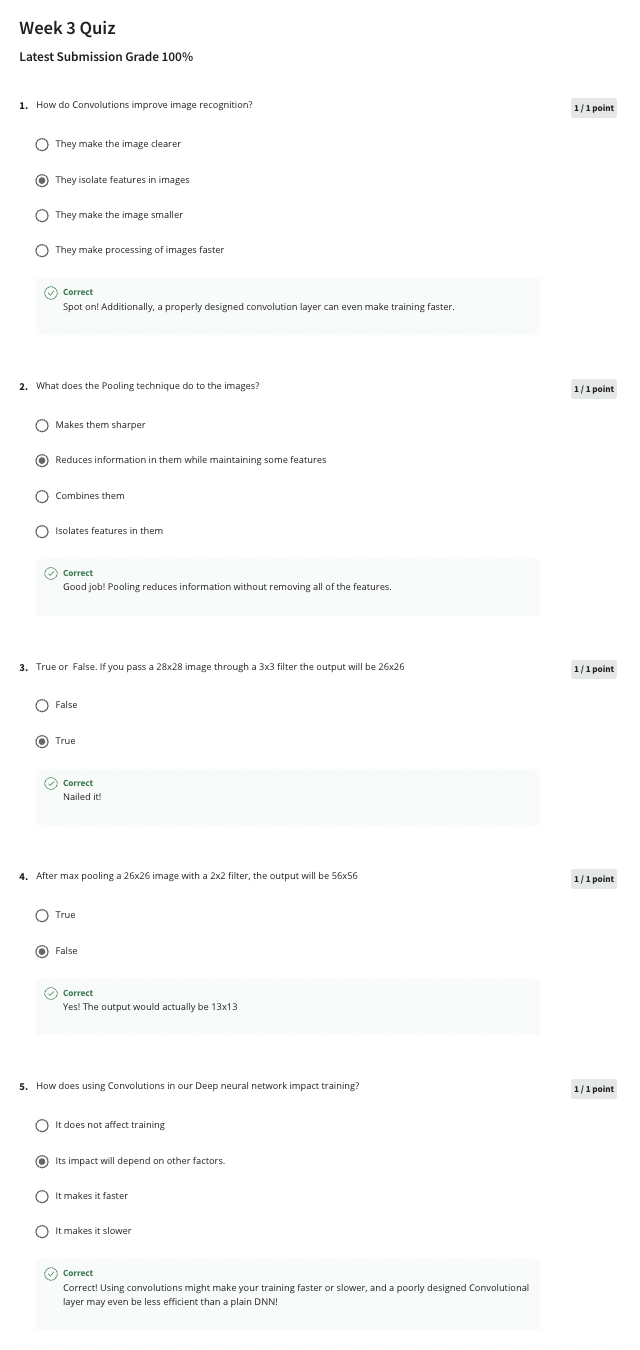 Week 3 Quiz
Latest Submission Grade 100%
1. How do Convolutions improve image recognition?
1 / 1 point
They make the image clearer
They isolate features in images
They make the image smaller
They make processing of images faster
Correct
Spot on! Additionally, a properly designed convolution layer can even make training faster.
2. What does the Pooling technique do to the images?
1 / 1 point
Makes them sharper
Reduces information in them while maintaining some features
Combines them
Isolates features in them
Correct
Good job! Pooling reduces information without removing all of the features.
3. True or False. If you pass a 28x28 image through a 3x3 filter the output will be 26x26
1 / 1 point
False
True
Correct
Nailed it!
4. After max pooling a 26x26 image with a 2x2 filter, the output will be 56x56
1 / 1 point
True
False
Correct
Yes! The output would actually be 13x13
5. How does using Convolutions in our Deep neural network impact training?
1 / 1 point
It does not affect training
Its impact will depend on other factors.
It makes it faster
It makes it slower
Correct
Correct! Using convolutions might make your training faster or slower, and a poorly designed Convolutional
layer may even be less efficient than a plain DNN!